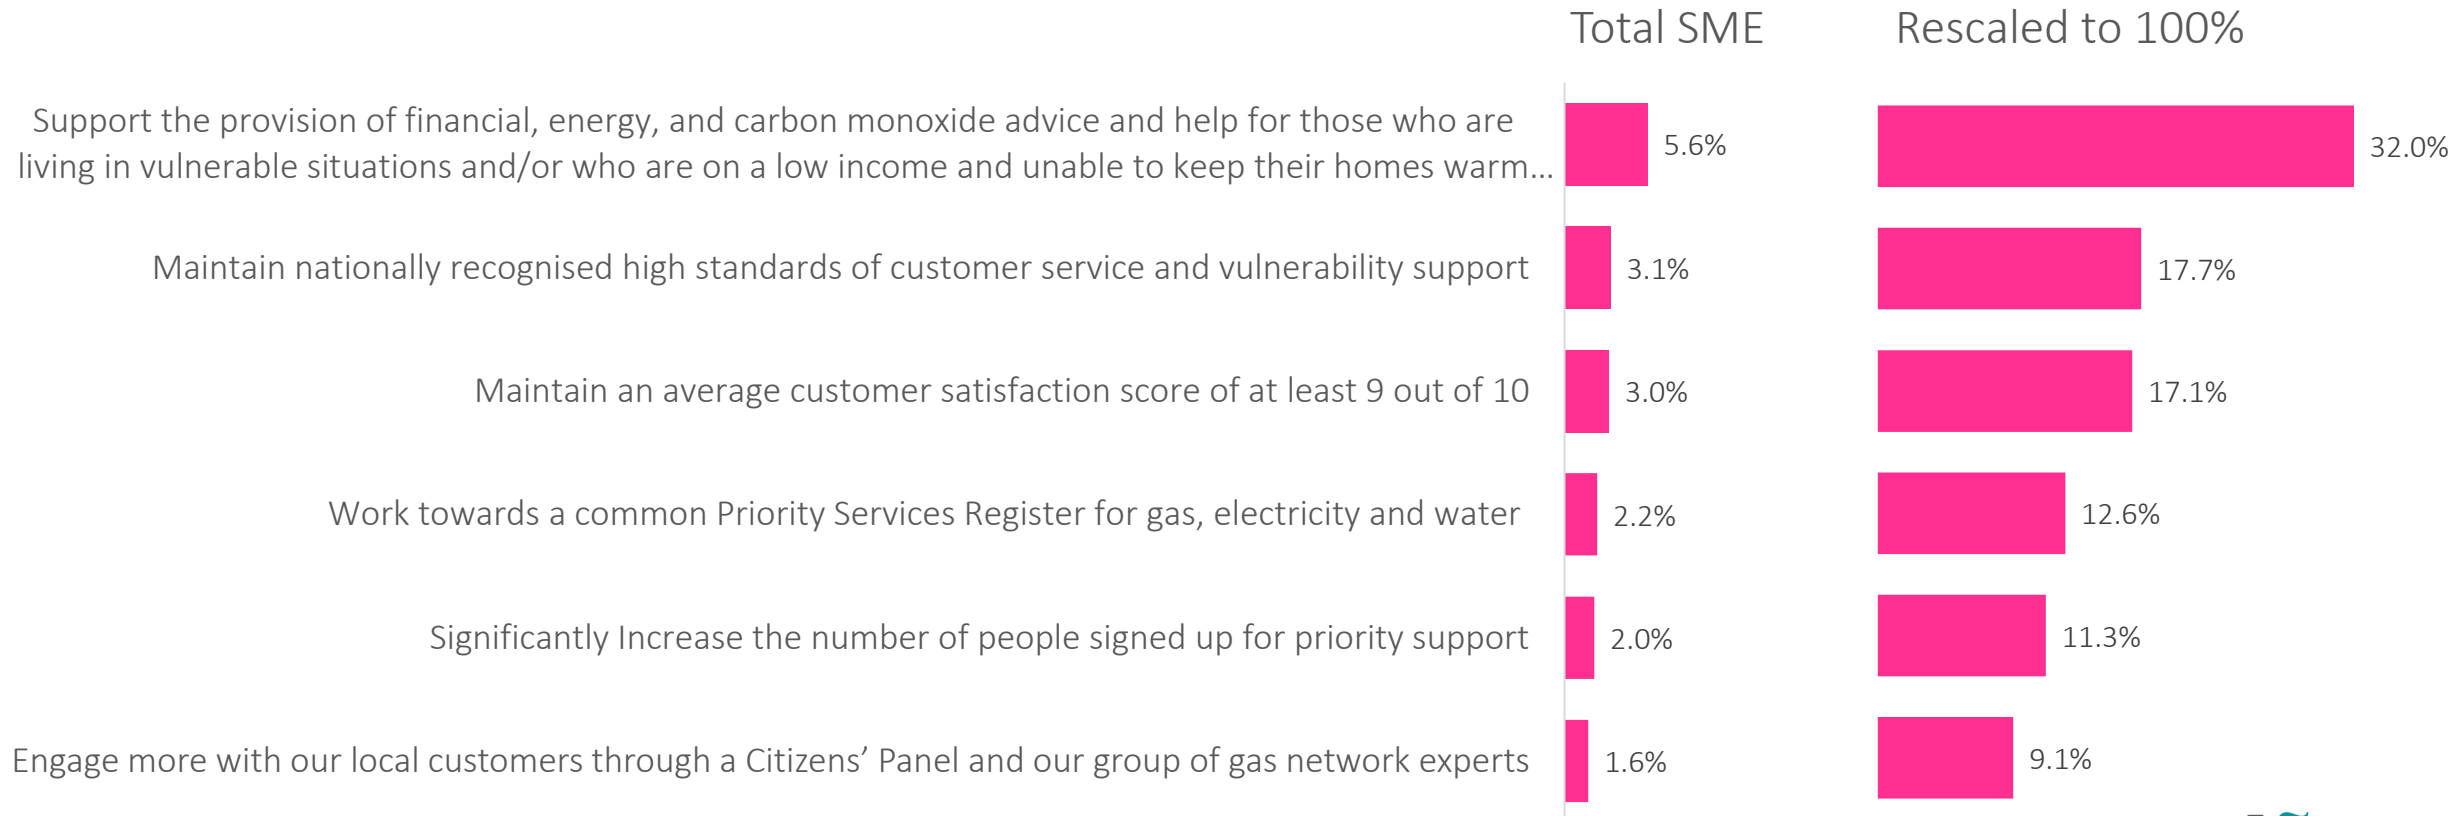 Total SME
Rescaled to 100%
Support the provision of financial, energy, and carbon monoxide advice and help for those who are
living in vulnerable situations and/or who are on a low income and unable to keep their homes warm...
5.6%
32.0%
Maintain nationally recognised high standards of customer service and vulnerability support
3.1%
17.7%
Maintain an average customer satisfaction score of at least 9 out of 10
3.0%
17.1%
Work towards a common Priority Services Register for gas, electricity and water
2.2%
12.6%
Significantly Increase the number of people signed up for priority support
2.0%
11.3%
Engage more with our local customers through a Citizens’ Panel and our group of gas network experts
1.6%
9.1%